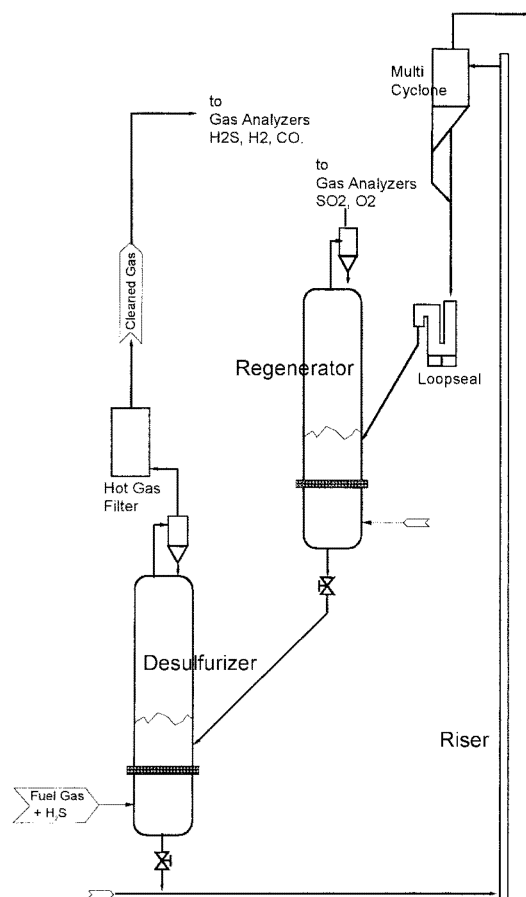 Multi
Cyclone
to
Gas Analyzers
H2S, H2, CO.
to
Gas Analyzers
SO2, O2
Cleaned Gas
Regenerator
Loopseal
Hot Gas
Filter
Desulfurizer
Riser
Fuel Gas
+ H₂S